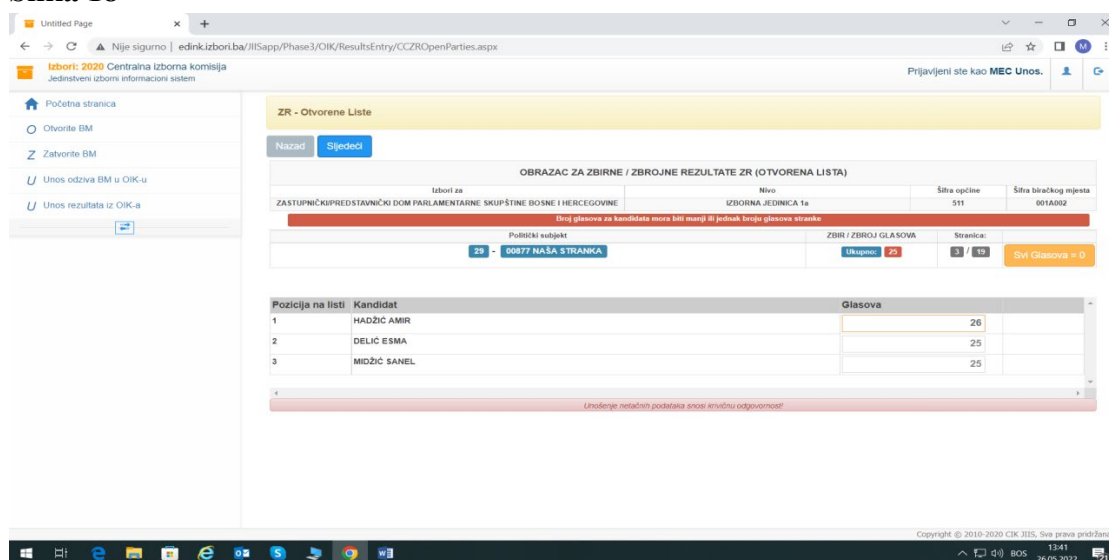 Untitled Page
Nije sigurno | edink.izbori.ba/JIISapp/Phase3/OIK/ResultsEntry/CCZROpenParties.aspx
M
Izbori: 2020 Centralna izborna komisija
Jedinstveni izborni informacioni sistem
Prijavljeni ste kao MEC Unos.
Početna stranica
Otvorite BM
Z Zatvorite BM
U Unos odziva BM u OIK-u
U Unos rezultata iz OIK-a
ZR - Otvorene Liste
Nazad Sljedeći
OBRAZAC ZA ZBIRNE / ZBROJNE REZULTATE ZR (OTVORENA LISTA)
Izbori za Nivo Šifra općine Šifra biračkog mjesta
ZASTUPNIČKI/PREDSTAVNIČKI DOM PARLAMENTARNE SKUPŠTINE BOSNE I HERCEGOVINE IZBORNA JEDINICA 1a 511 001A002
Broj glasova za kandidata mora biti manji ili jednak broju glasova stranke
Politički subjekt ZBIR / ZBROJ GLASOVA Stranica:
29 - 00877 NAŠA STRANKA Ukupno: 25 3 / 19 Svi Glasova = 0
Pozicija na listi Kandidat Glasova
1 HADŽIĆ AMIR 26
2 DELIĆ ESMA 25
3 MIDŽIĆ SANEL 25
Unošenje netačnih podataka snosi krivičnu odgovornost!
Copyright © 2010-2020 CIK JIIS, Sva prava pridržana
BOS 13:41
26.05.2022